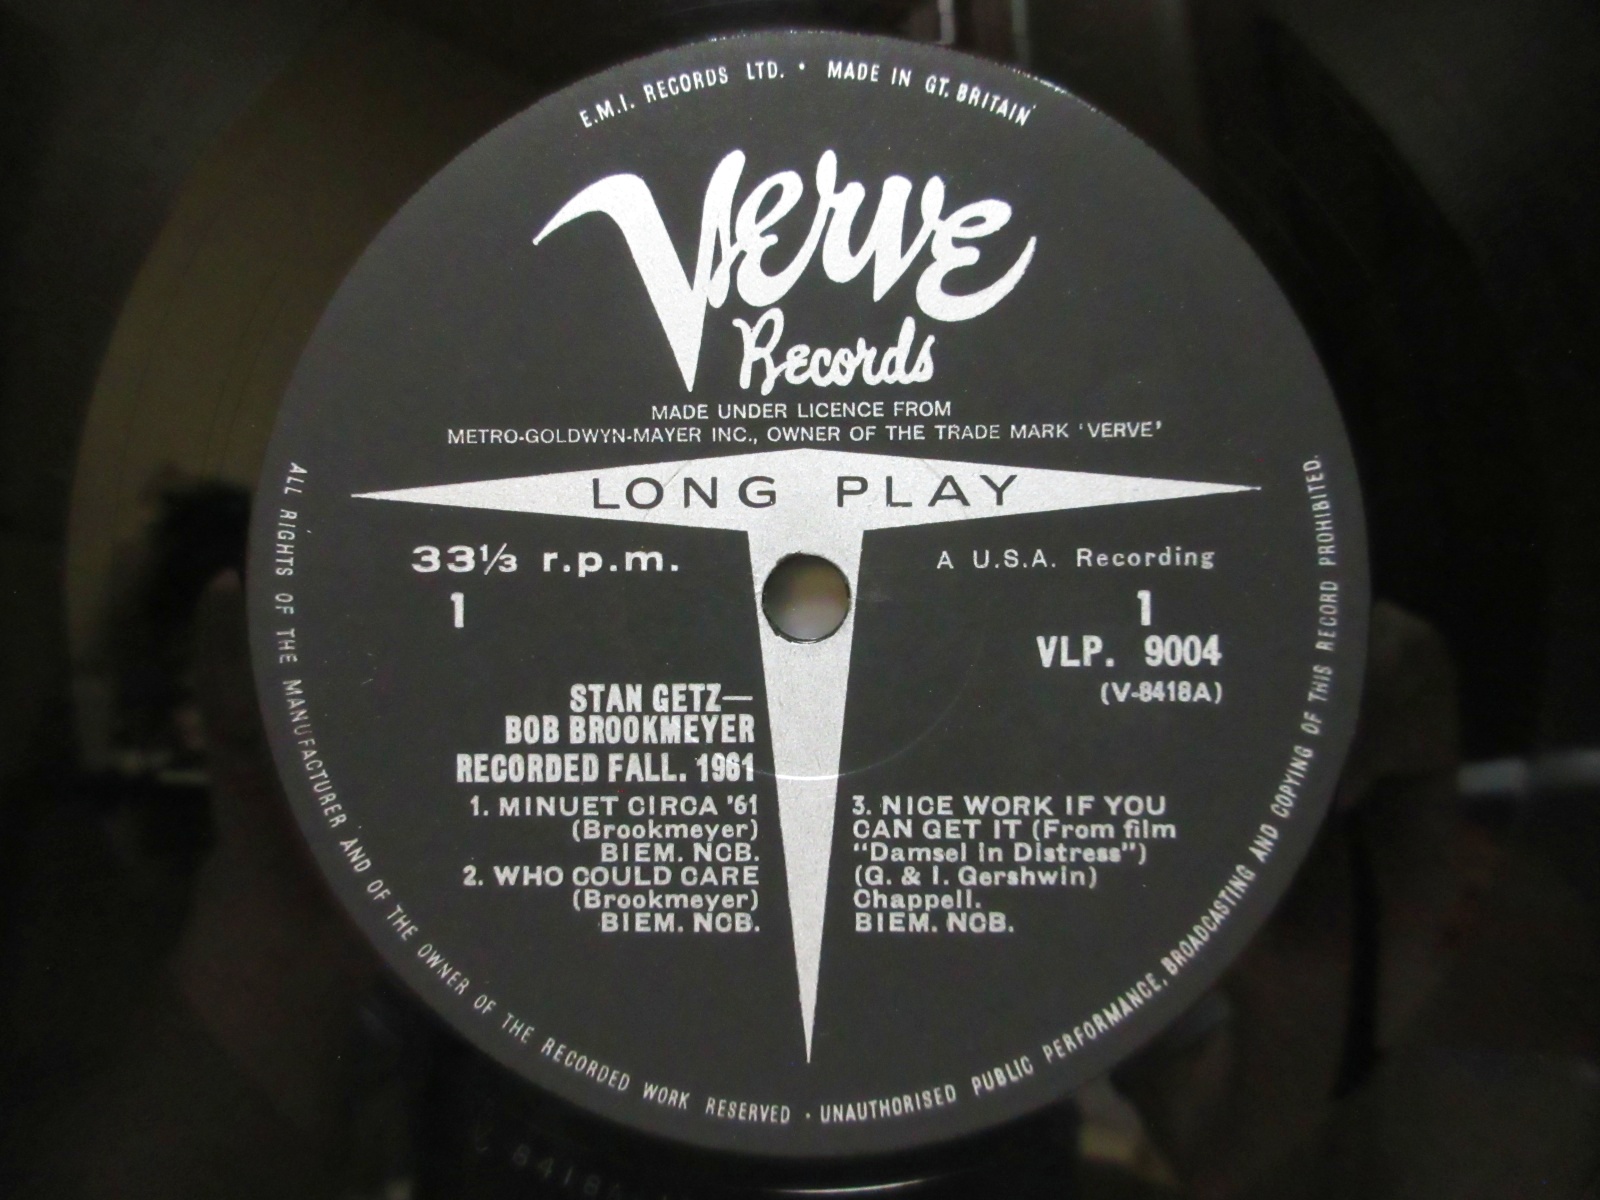 E.M.I. RECORDS LTD. • MADE IN GT. BRITAIN
Verve
Records
MADE UNDER LICENCE FROM
METRO-GOLDWYN-MAYER INC., OWNER OF THE TRADE MARK 'VERVE'
LONG PLAY
33⅓ r.p.m.
1
A U.S.A. Recording
1
VLP. 9004
(V-8418A)
STAN GETZ—
BOB BROOKMEYER
RECORDED FALL. 1961
1. MINUET CIRCA '61
(Brookmeyer)
BIEM. NCB.
2. WHO COULD CARE
(Brookmeyer)
BIEM. NCB.
3. NICE WORK IF YOU
CAN GET IT (From film
"Damsel in Distress")
(G. & I. Gershwin)
Chappell.
BIEM. NCB.
ALL RIGHTS OF THE MANUFACTURER AND OF THE OWNER OF THE RECORDED WORK RESERVED • UNAUTHORISED PUBLIC PERFORMANCE, BROADCASTING AND COPYING OF THIS RECORD PROHIBITED.